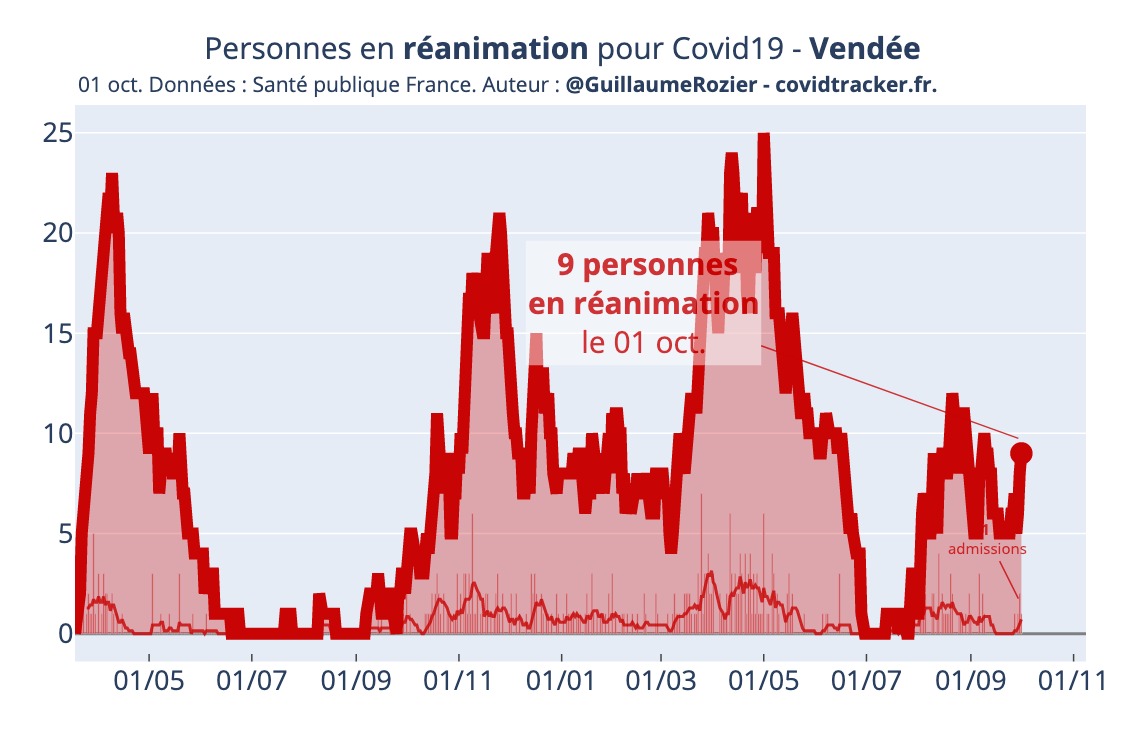 Personnes en réanimation pour Covid19 - Vendée
01 oct. Données : Santé publique France. Auteur : @GuillaumeRozier - covidtracker.fr.
25
20
15
10
5
0
9 personnes
en réanimation
le 01 oct.
1
admissions
01/05
01/07
01/09
01/11
01/01
01/03
01/05
01/07
01/09
01/11